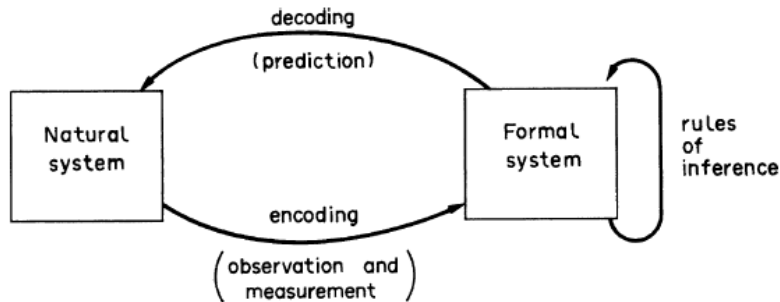 decoding
(prediction)
Natural
system
Formal
system
rules
of
inference
encoding
(observation and
measurement)